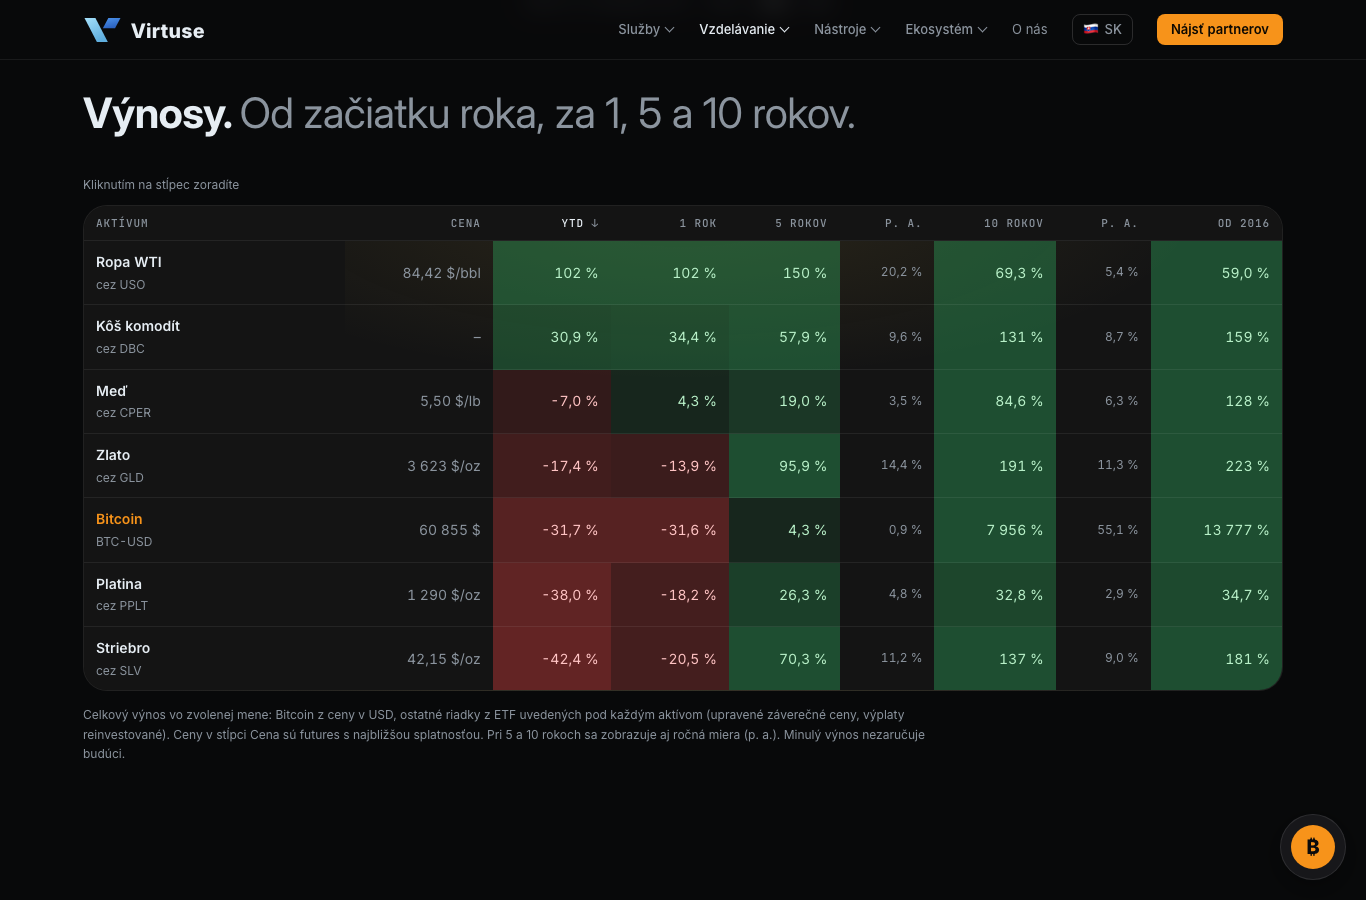 Virtuse
Služby Vzdelávanie Nástroje Ekosystém O nás SK Nájsť partnerov
Výnosy. Od začiatku roka, za 1, 5 a 10 rokov.
Kliknutím na stĺpec zoradíte
AKTÍVUM CENA YTD ↓ 1 ROK 5 ROKOV P. A. 10 ROKOV P. A. OD 2016
Ropa WTI
cez USO
84,42 $/bbl 102 % 102 % 150 % 20,2 % 69,3 % 5,4 % 59,0 %
Kôš komodít
cez DBC
– 30,9 % 34,4 % 57,9 % 9,6 % 131 % 8,7 % 159 %
Meď
cez CPER
5,50 $/lb -7,0 % 4,3 % 19,0 % 3,5 % 84,6 % 6,3 % 128 %
Zlato
cez GLD
3 623 $/oz -17,4 % -13,9 % 95,9 % 14,4 % 191 % 11,3 % 223 %
Bitcoin
BTC-USD
60 855 $ -31,7 % -31,6 % 4,3 % 0,9 % 7 956 % 55,1 % 13 777 %
Platina
cez PPLT
1 290 $/oz -38,0 % -18,2 % 26,3 % 4,8 % 32,8 % 2,9 % 34,7 %
Striebro
cez SLV
42,15 $/oz -42,4 % -20,5 % 70,3 % 11,2 % 137 % 9,0 % 181 %
Celkový výnos vo zvolenej mene: Bitcoin z ceny v USD, ostatné riadky z ETF uvedených pod každým aktívom (upravené záverečné ceny, výplaty
reinvestované). Ceny v stĺpci Cena sú futures s najbližšou splatnosťou. Pri 5 a 10 rokoch sa zobrazuje aj ročná miera (p. a.). Minulý výnos nezaručuje
budúci.